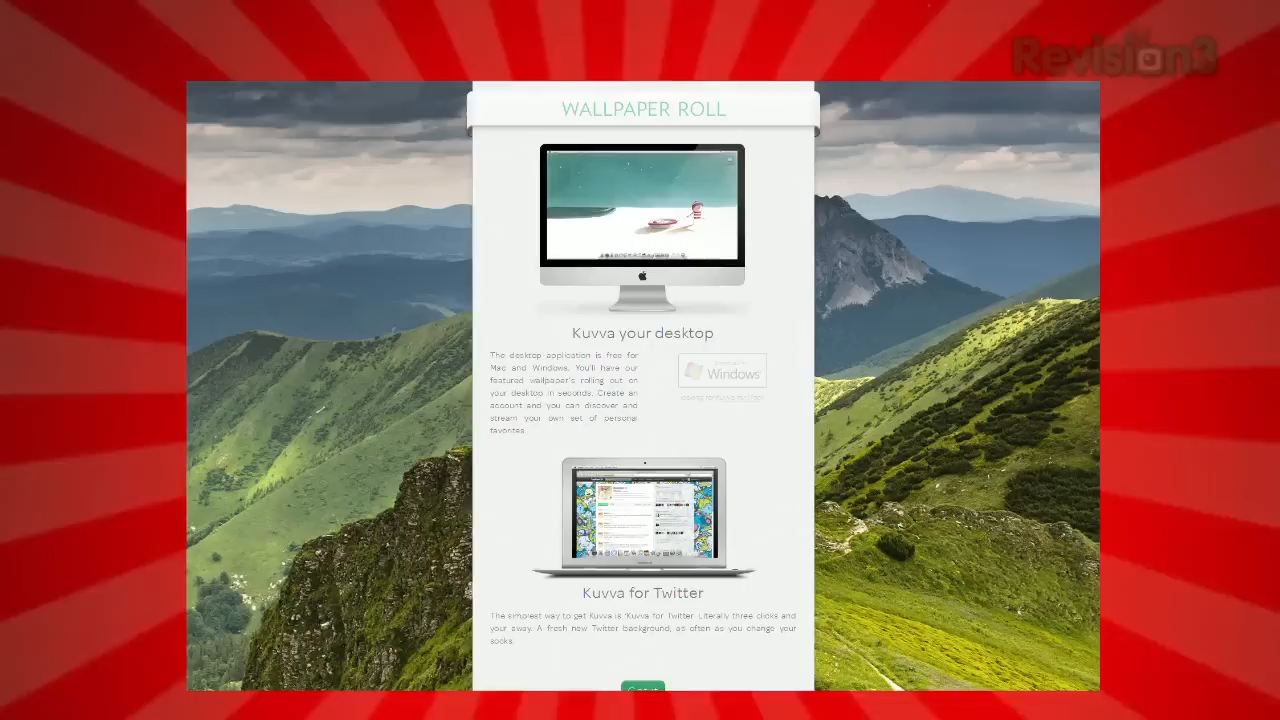 Revision3
WALLPAPER ROLL
Kuvva your desktop
The desktop application is free for
Mac and Windows. You'll have our
featured wallpaper's rolling out on
your desktop in seconds. Create an
account and you can discover and
stream your own set of personal
favorites.
Windows
Kuvva for Twitter
The simplest way to get Kuvva is 'Kuvva for Twitter. Literally three clicks and
your away. A fresh new Twitter background, as often as you change your
socks.